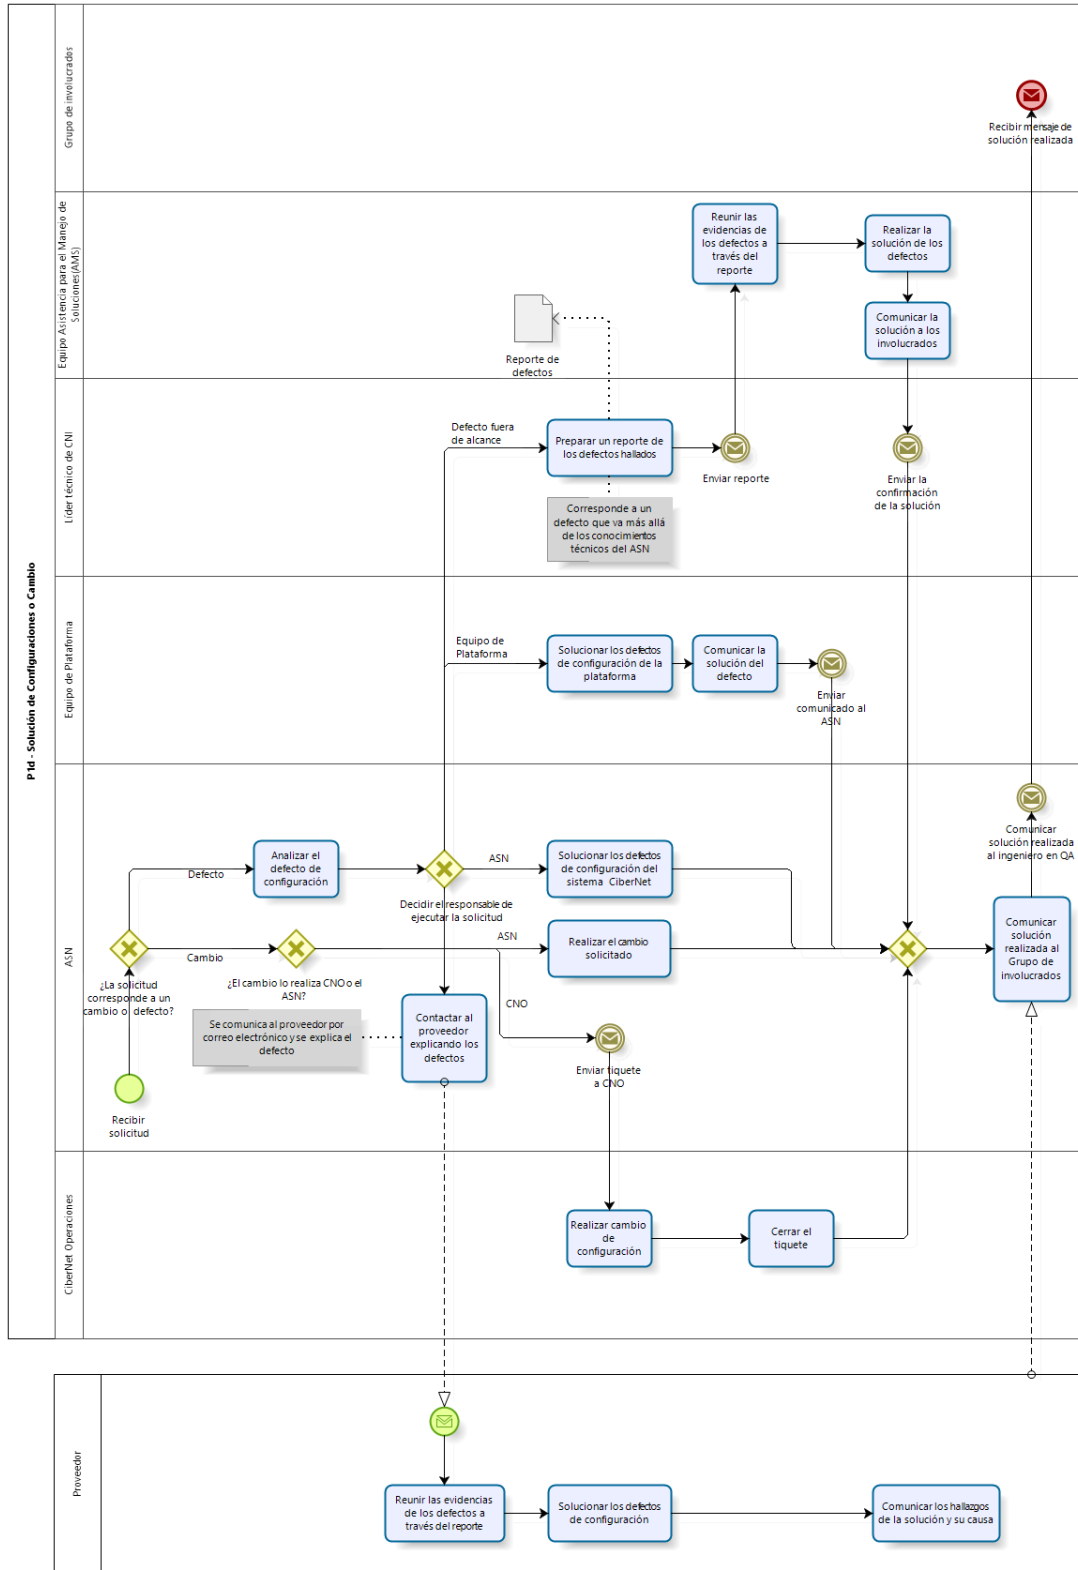 P1d - Solución de Configuraciones o Cambio
Grupo de involucrados
Recibir mensaje de
solución realizada
Equipo Asistencia para el Manejo de
Soluciones(AMS)
Reunir las
evidencias de
los defectos a
través del
reporte
Realizar la
solución de los
defectos
Comunicar la
solución a los
involucrados
Reporte de
defectos
Líder técnico de CNI
Defecto fuera
de alcance
Preparar un reporte de
los defectos hallados
Enviar reporte
Enviar la
confirmación
de la solución
Corresponde a un
defecto que va más allá
de los conocimientos
técnicos del ASN
Equipo de Plataforma
Equipo de
Plataforma
Solucionar los defectos
de configuración de la
plataforma
Comunicar la
solución del
defecto
Enviar
comunicado al
ASN
ASN
Comunicar
solución realizada
al ingeniero en QA
Analizar el
defecto de
configuración
Defecto
Decidir el responsable de
ejecutar la solicitud
ASN
Solucionar los defectos
de configuración del
sistema CiberNet
¿La solicitud
corresponde a un
cambio o defecto?
Cambio
¿El cambio lo realiza CNO o el
ASN?
ASN
Realizar el cambio
solicitado
Comunicar
solución
realizada al
Grupo de
involucrados
CNO
Contactar al
proveedor
explicando los
defectos
Se comunica al proveedor por
correo electrónico y se explica el
defecto
Enviar tiquete
a CNO
Recibir
solicitud
CiberNet Operaciones
Realizar cambio
de
configuración
Cerrar el
tiquete
Proveedor
Reunir las evidencias
de los defectos a
través del reporte
Solucionar los defectos
de configuración
Comunicar los hallazgos
de la solución y su causa